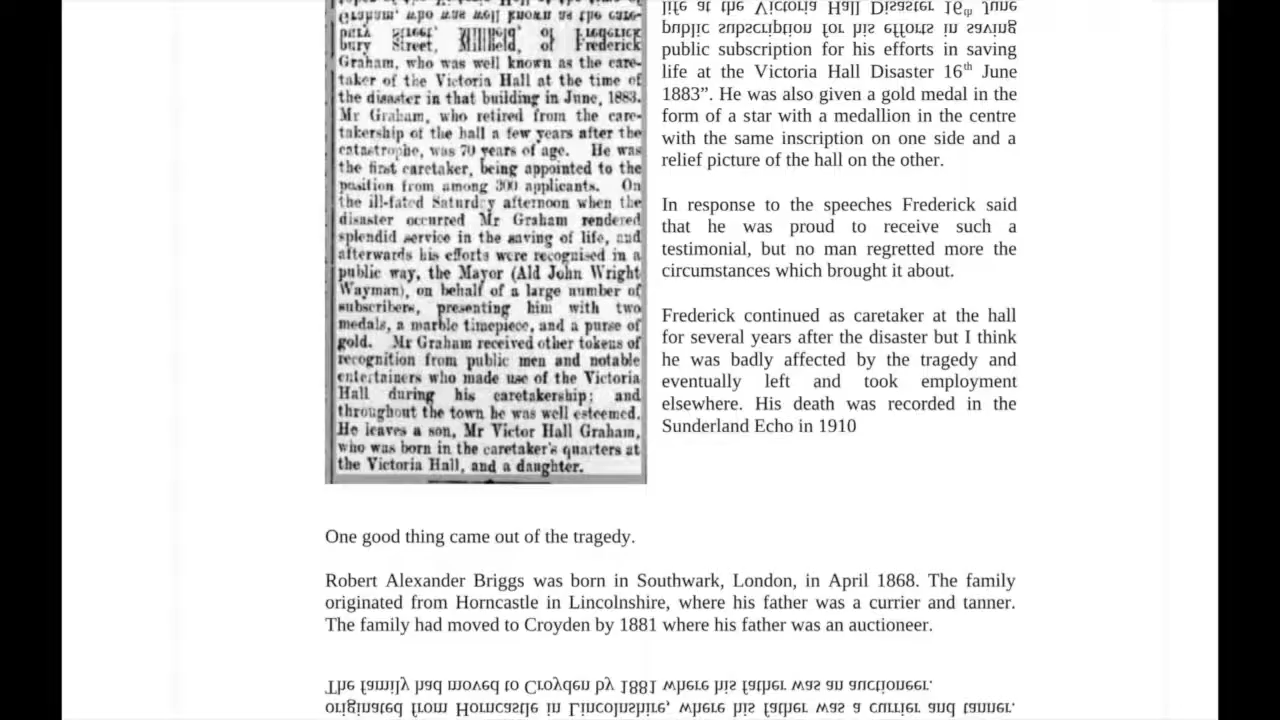 bury Street, Millfield, of Frederick
Graham, who was well known as the care-
taker of the Victoria Hall at the time of
the disaster in that building in June, 1883.
Mr Graham, who retired from the care-
takership of the hall a few years after the
catastrophe, was 70 years of age. He was
the first caretaker, being appointed to the
position from among 300 applicants. On
the ill-fated Saturday afternoon when the
disaster occurred Mr Graham rendered
splendid service in the saving of life, and
afterwards his efforts were recognised in a
public way, the Mayor (Ald John Wright
Wayman), on behalf of a large number of
subscribers, presenting him with two
medals, a marble timepiece, and a purse of
gold. Mr Graham received other tokens of
recognition from public men and notable
entertainers who made use of the Victoria
Hall during his caretakership; and
throughout the town he was well esteemed.
He leaves a son, Mr Victor Hall Graham,
who was born in the caretaker's quarters at
the Victoria Hall, and a daughter.
life at the Victoria Hall Disaster 16th June
public subscription for his efforts in saving
public subscription for his efforts in saving
life at the Victoria Hall Disaster 16th June
1883”. He was also given a gold medal in the
form of a star with a medallion in the centre
with the same inscription on one side and a
relief picture of the hall on the other.
In response to the speeches Frederick said
that he was proud to receive such a
testimonial, but no man regretted more the
circumstances which brought it about.
Frederick continued as caretaker at the hall
for several years after the disaster but I think
he was badly affected by the tragedy and
eventually left and took employment
elsewhere. His death was recorded in the
Sunderland Echo in 1910
One good thing came out of the tragedy.
Robert Alexander Briggs was born in Southwark, London, in April 1868. The family
originated from Horncastle in Lincolnshire, where his father was a currier and tanner.
The family had moved to Croyden by 1881 where his father was an auctioneer.
The family had moved to Croyden by 1881 where his father was an auctioneer.
originated from Horncastle in Lincolnshire, where his father was a currier and tanner.